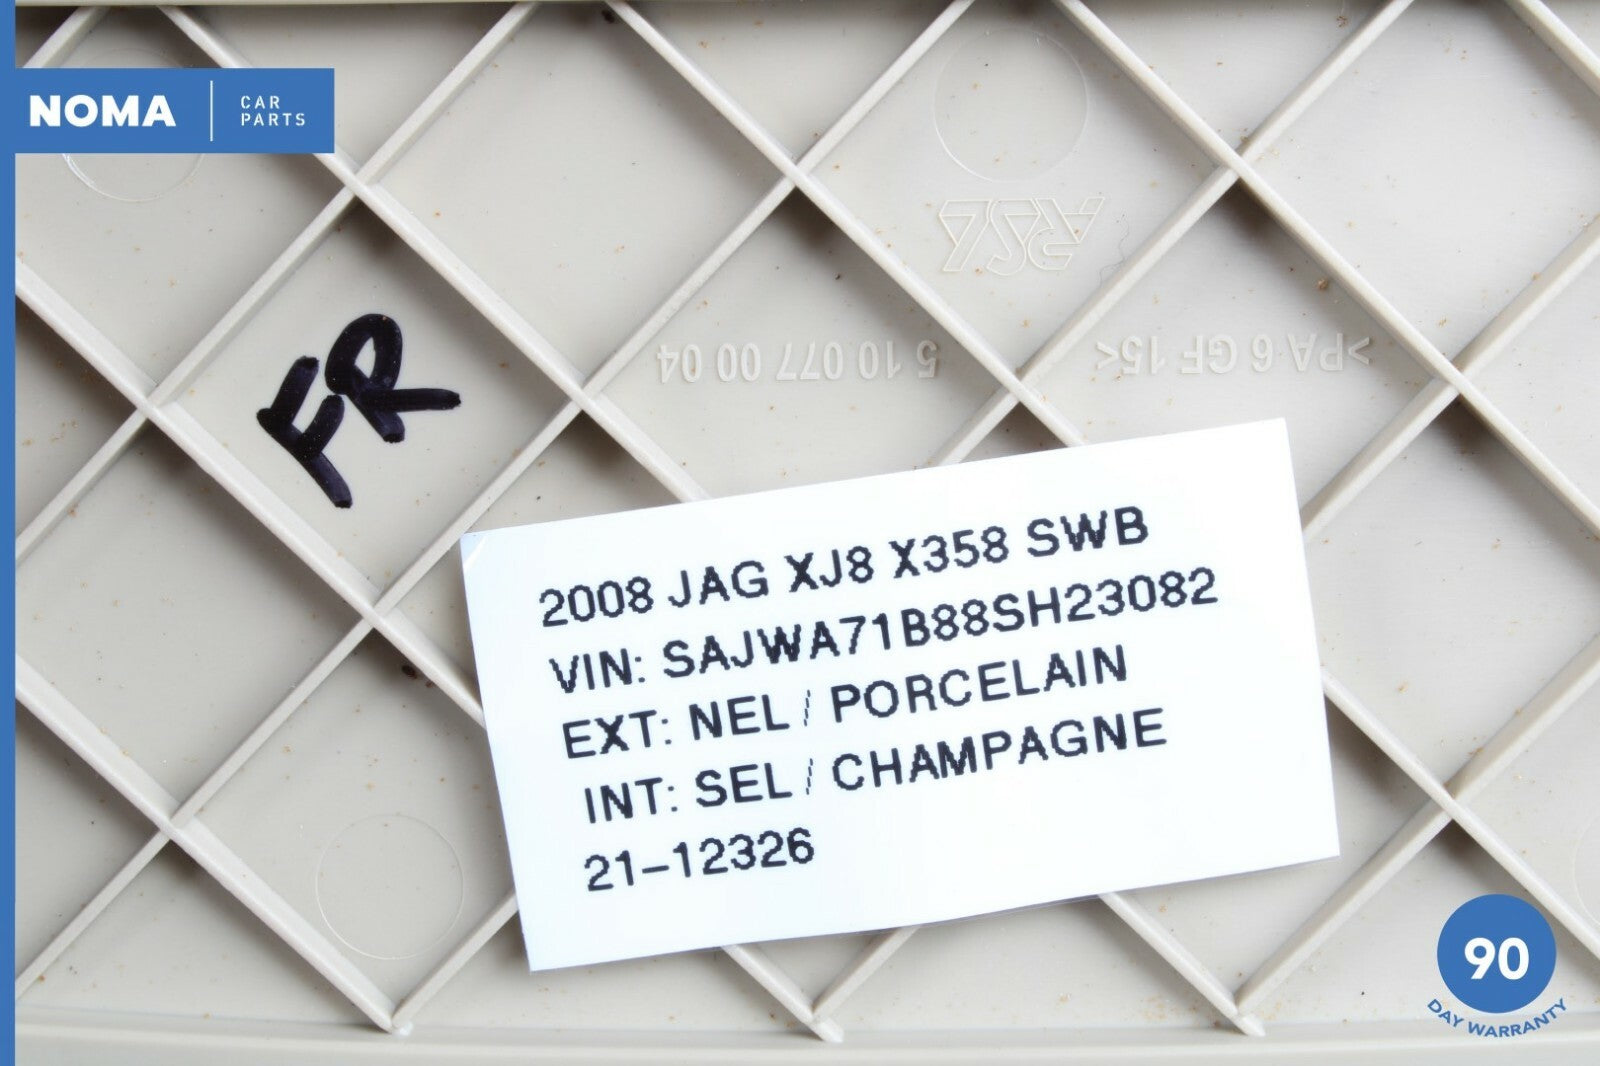 NOMA
CAR
PARTS
RSL
5 10 077 00 04
>PA 6 GF 15<
FR
2008 JAG XJ8 X358 SWB
VIN: SAJWA71B88SH23082
EXT: NEL / PORCELAIN
INT: SEL / CHAMPAGNE
21-12326
90
DAY WARRANTY